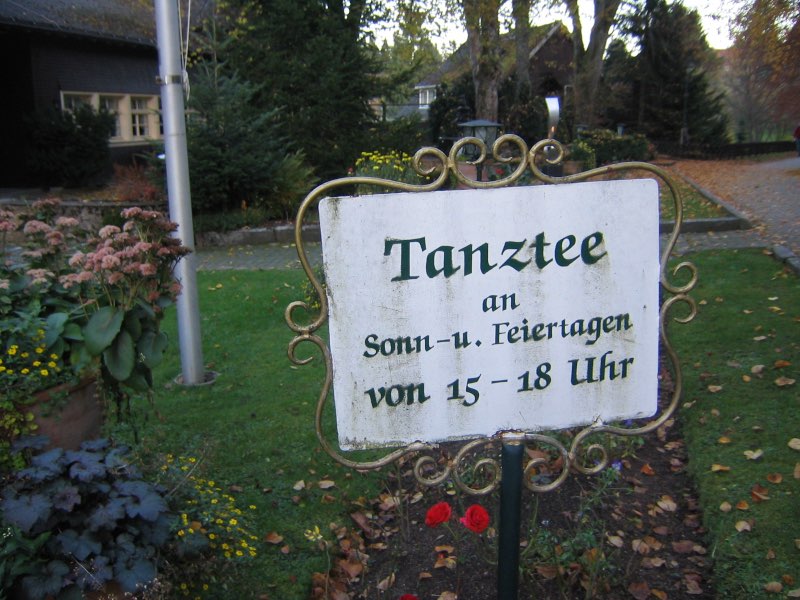 Tanztee
an
Sonn-u. Feiertagen
von 15-18 Uhr